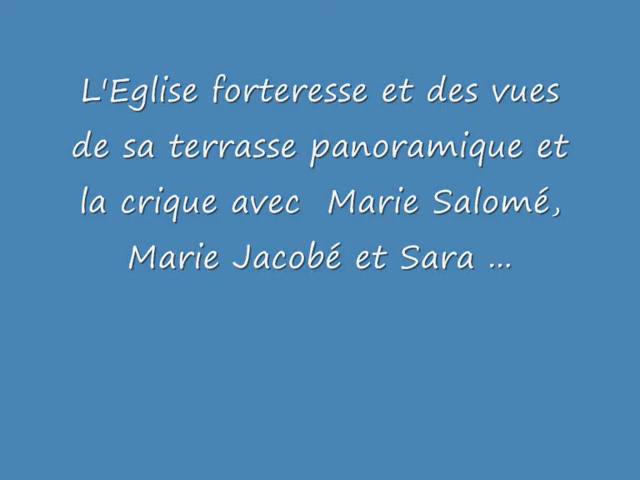 L'Eglise forteresse et des vues
de sa terrasse panoramique et
la crique avec  Marie Salomé,
Marie Jacobé et Sara ...